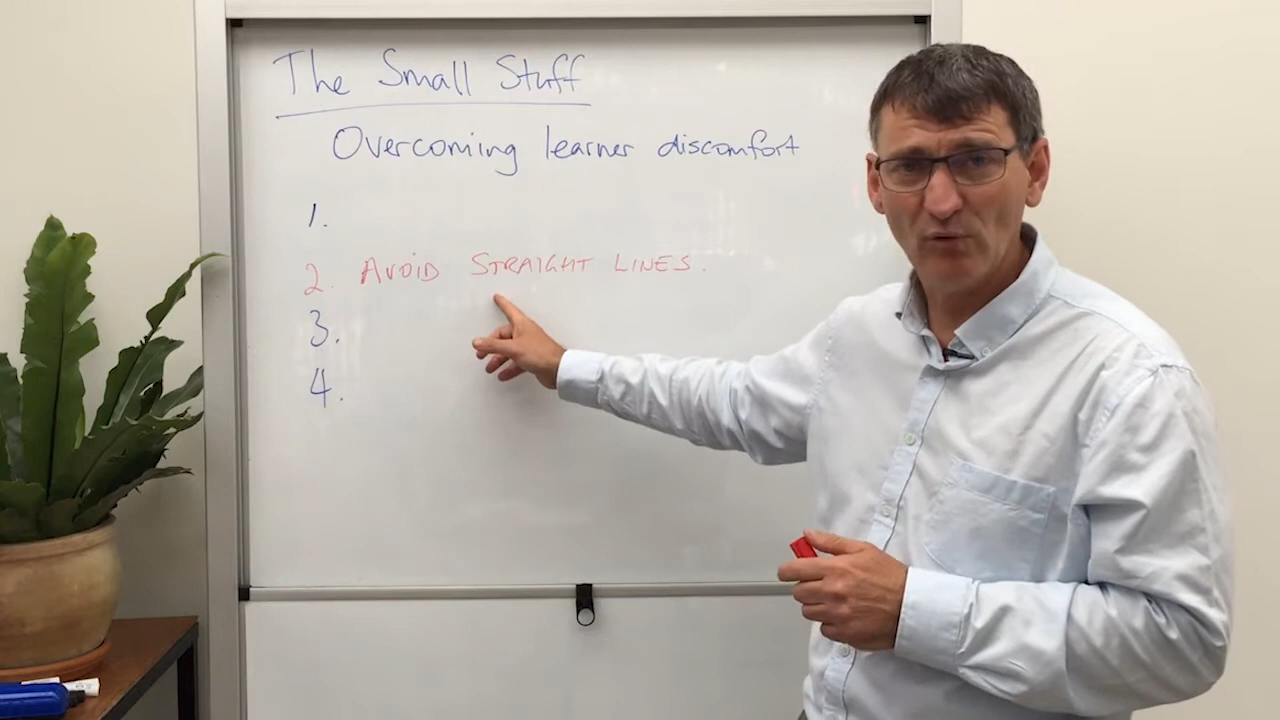 The Small Stuff
Overcoming learner discomfort
1.
2. AVOID STRAIGHT LINES.
3.
4.